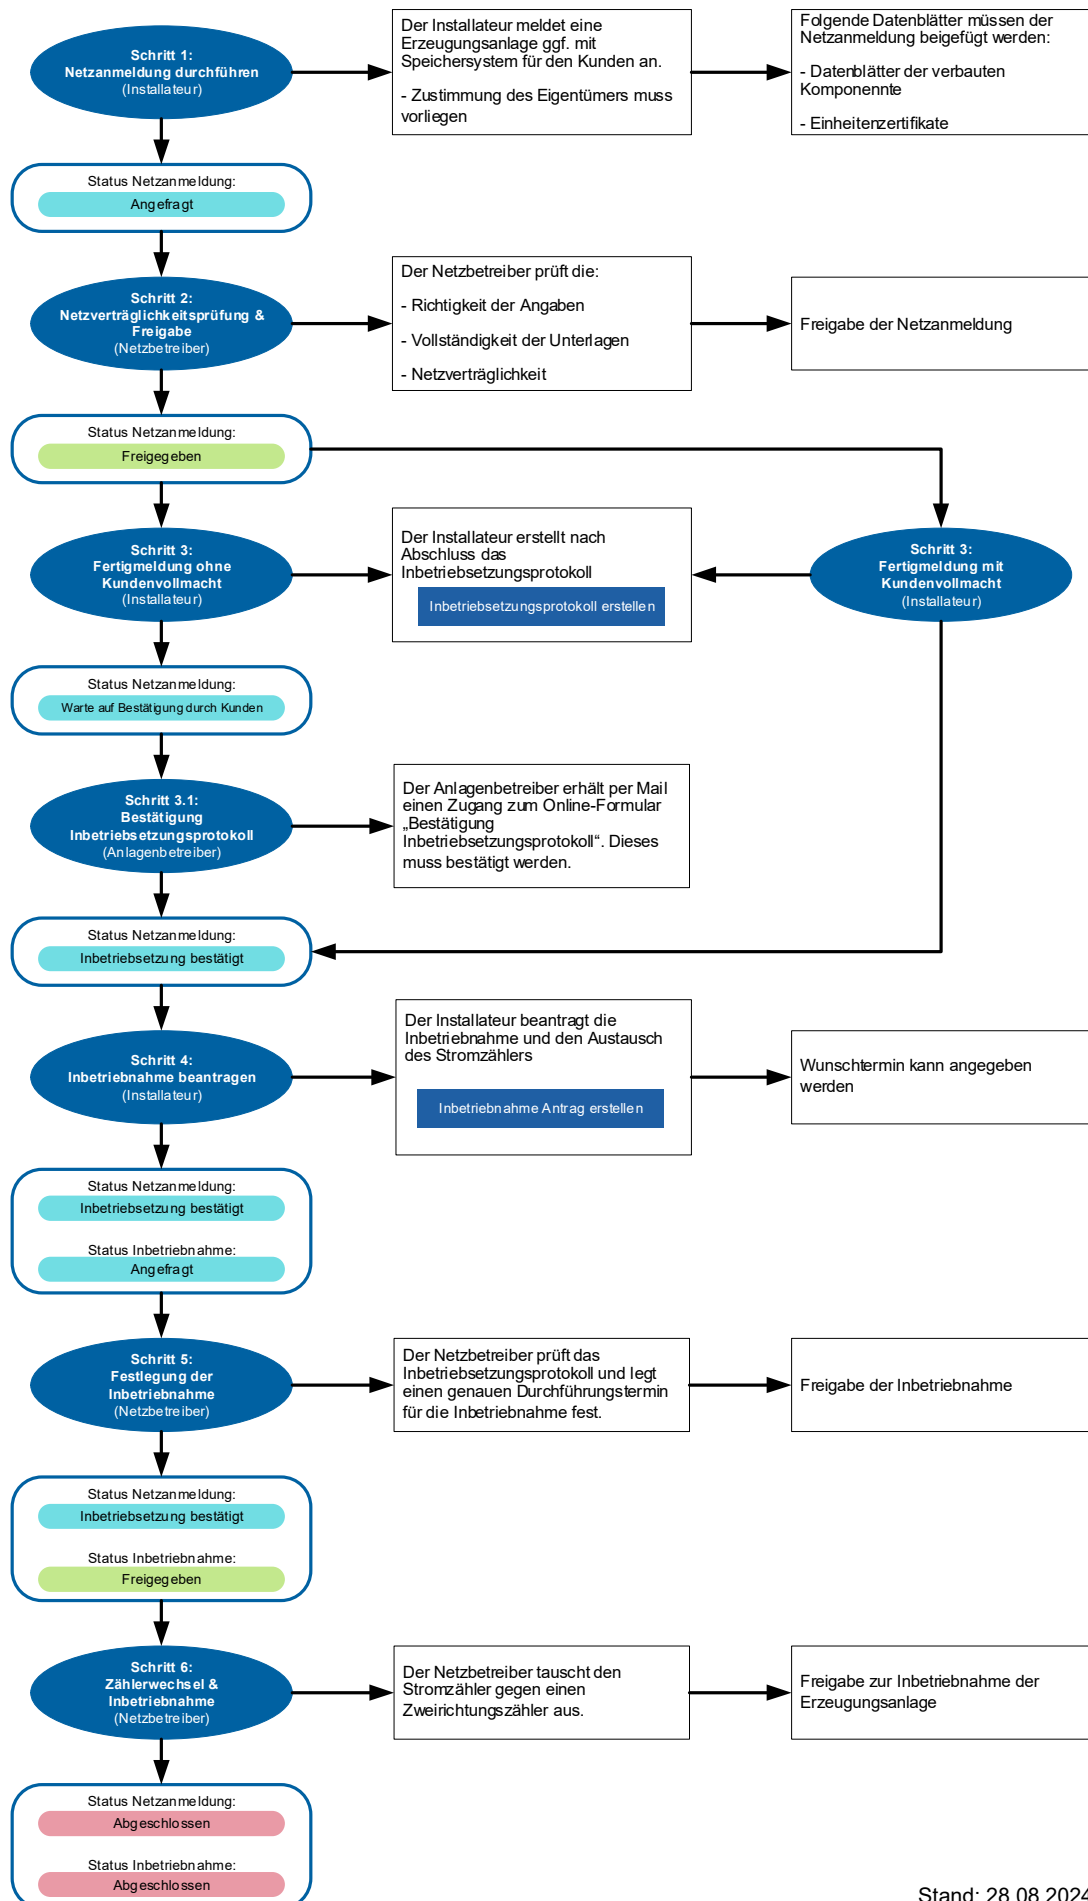 Schritt 1:
Netzanmeldung durchführen
(Installateur)
Der Installateur meldet eine
Erzeugungsanlage ggf. mit
Speichersystem für den Kunden an.
- Zustimmung des Eigentümers muss
vorliegen
Folgende Datenblätter müssen der
Netzanmeldung beigefügt werden:
- Datenblätter der verbauten
Komponennte
- Einheitenzertifikate
Status Netzanmeldung:
Angefragt
Schritt 2:
Netzverträglichkeitsprüfung &
Freigabe
(Netzbetreiber)
Der Netzbetreiber prüft die:
- Richtigkeit der Angaben
- Vollständigkeit der Unterlagen
- Netzverträglichkeit
Freigabe der Netzanmeldung
Status Netzanmeldung:
Freigegeben
Schritt 3:
Fertigmeldung ohne
Kundenvollmacht
(Installateur)
Der Installateur erstellt nach
Abschluss das
Inbetriebsetzungsprotokoll
Inbetriebsetzungsprotokoll erstellen
Schritt 3:
Fertigmeldung mit
Kundenvollmacht
(Installateur)
Status Netzanmeldung:
Warte auf Bestätigung durch Kunden
Schritt 3.1:
Bestätigung
Inbetriebsetzungsprotokoll
(Anlagenbetreiber)
Der Anlagenbetreiber erhält per Mail
einen Zugang zum Online-Formular
„Bestätigung
Inbetriebsetzungsprotokoll“. Dieses
muss bestätigt werden.
Status Netzanmeldung:
Inbetriebsetzung bestätigt
Schritt 4:
Inbetriebnahme beantragen
(Installateur)
Der Installateur beantragt die
Inbetriebnahme und den Austausch
des Stromzählers
Inbetriebnahme Antrag erstellen
Wunschtermin kann angegeben
werden
Status Netzanmeldung:
Inbetriebsetzung bestätigt
Status Inbetriebnahme:
Angefragt
Schritt 5:
Festlegung der
Inbetriebnahme
(Netzbetreiber)
Der Netzbetreiber prüft das
Inbetriebsetzungsprotokoll und legt
einen genauen Durchführungstermin
für die Inbetriebnahme fest.
Freigabe der Inbetriebnahme
Status Netzanmeldung:
Inbetriebsetzung bestätigt
Status Inbetriebnahme:
Freigegeben
Schritt 6:
Zählerwechsel &
Inbetriebnahme
(Netzbetreiber)
Der Netzbetreiber tauscht den
Stromzähler gegen einen
Zweirichtungszähler aus.
Freigabe zur Inbetriebnahme der
Erzeugungsanlage
Status Netzanmeldung:
Abgeschlossen
Status Inbetriebnahme:
Abgeschlossen
Stand: 28.08.2024